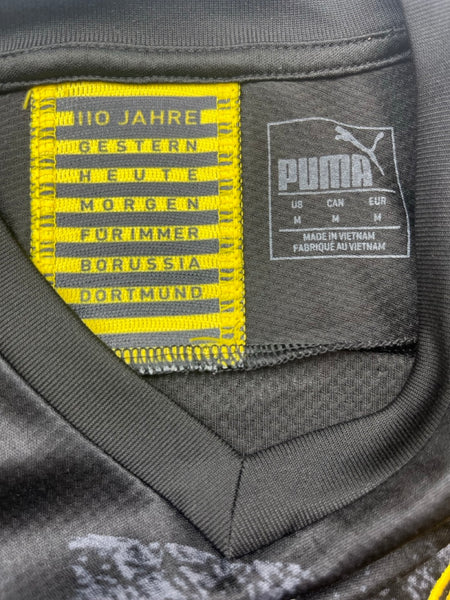 110 JAHRE
GESTERN
HEUTE
MORGEN
FÜR IMMER
BORUSSIA
DORTMUND
PUMA
US CAN EUR
M M M
MADE IN VIETNAM
FABRIQUÉ AU VIETNAM